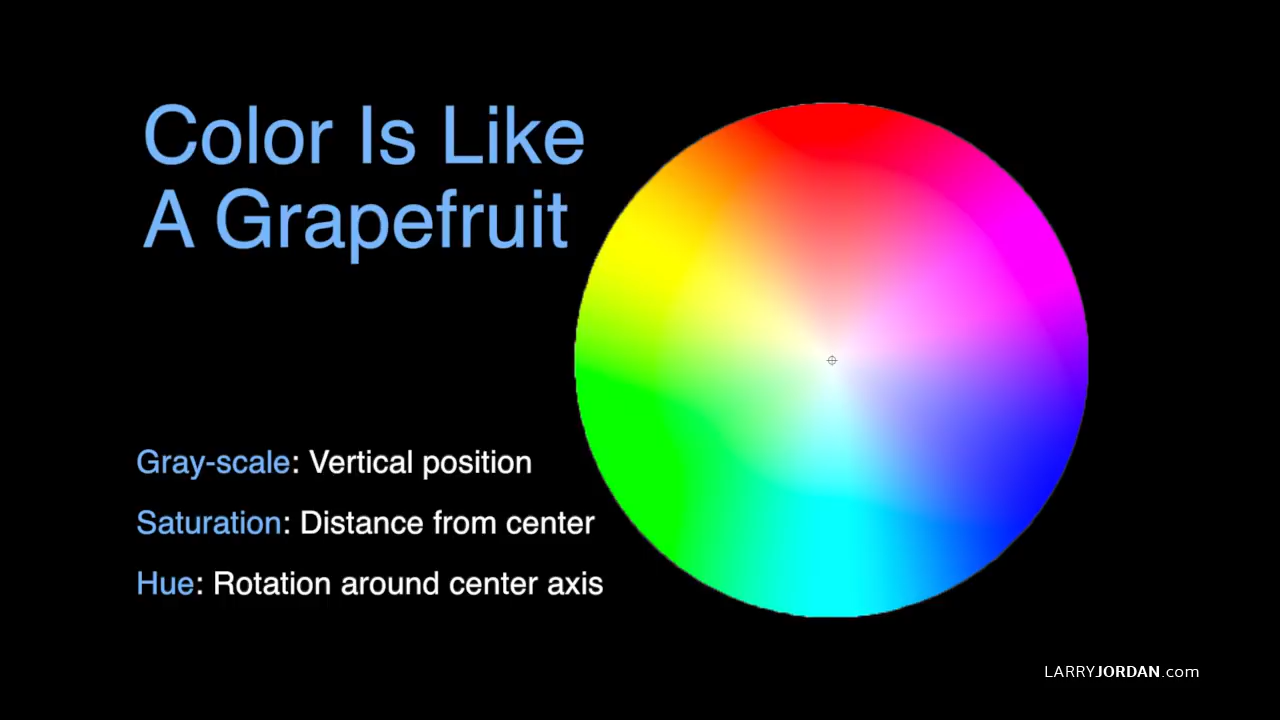 Color Is Like
A Grapefruit
Gray-scale: Vertical position
Saturation: Distance from center
Hue: Rotation around center axis
LARRYJORDAN.com